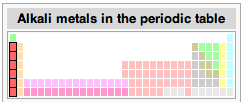 Alkali metals in the periodic table